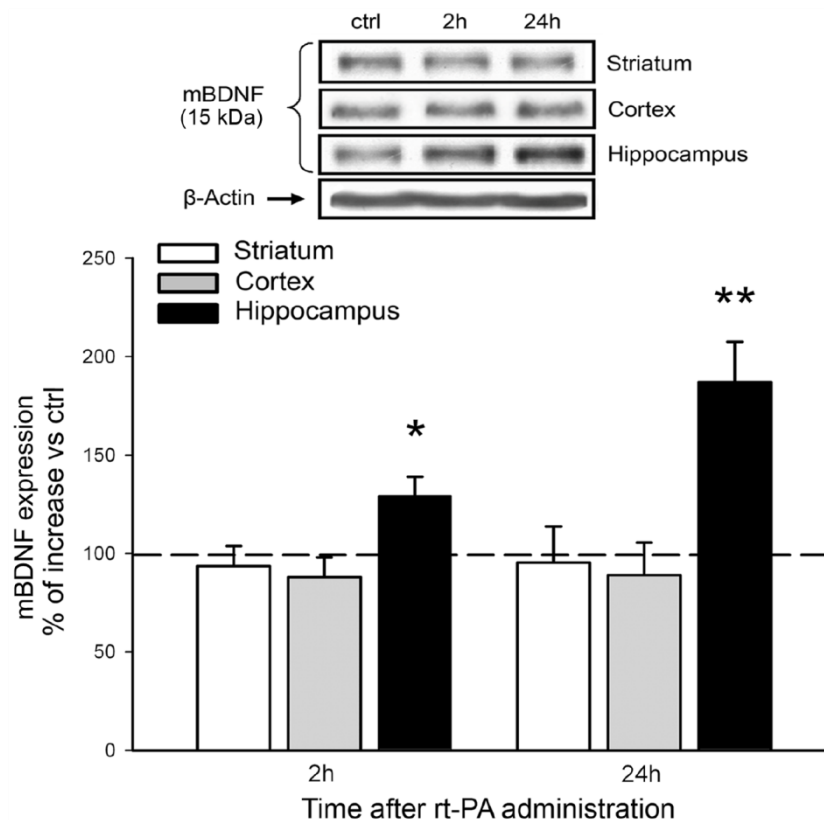 ctrl 2h 24h
mBDNF
(15 kDa)
Striatum
Cortex
Hippocampus
β-Actin
Striatum
Cortex
Hippocampus
250
200
150
100
50
0
mBDNF expression
% of increase vs ctrl
*
**
2h 24h
Time after rt-PA administration